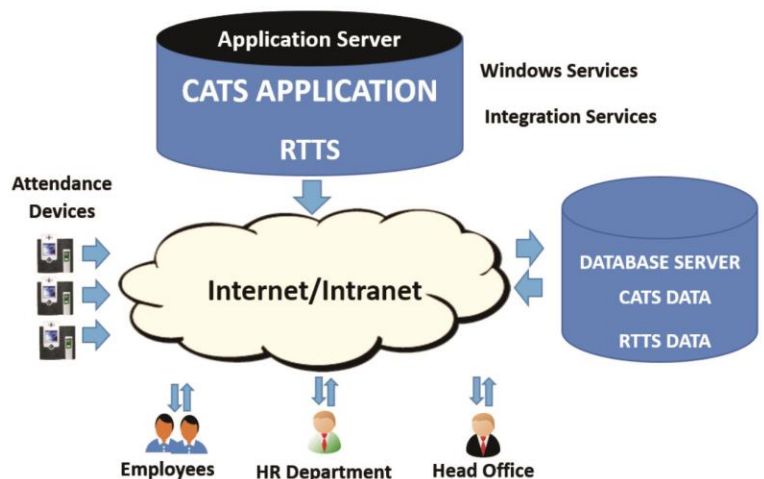 Application Server
CATS APPLICATION
RTTS
Windows Services
Integration Services
Attendance
Devices
Internet/Intranet
DATABASE SERVER
CATS DATA
RTTS DATA
Employees
HR Department
Head Office